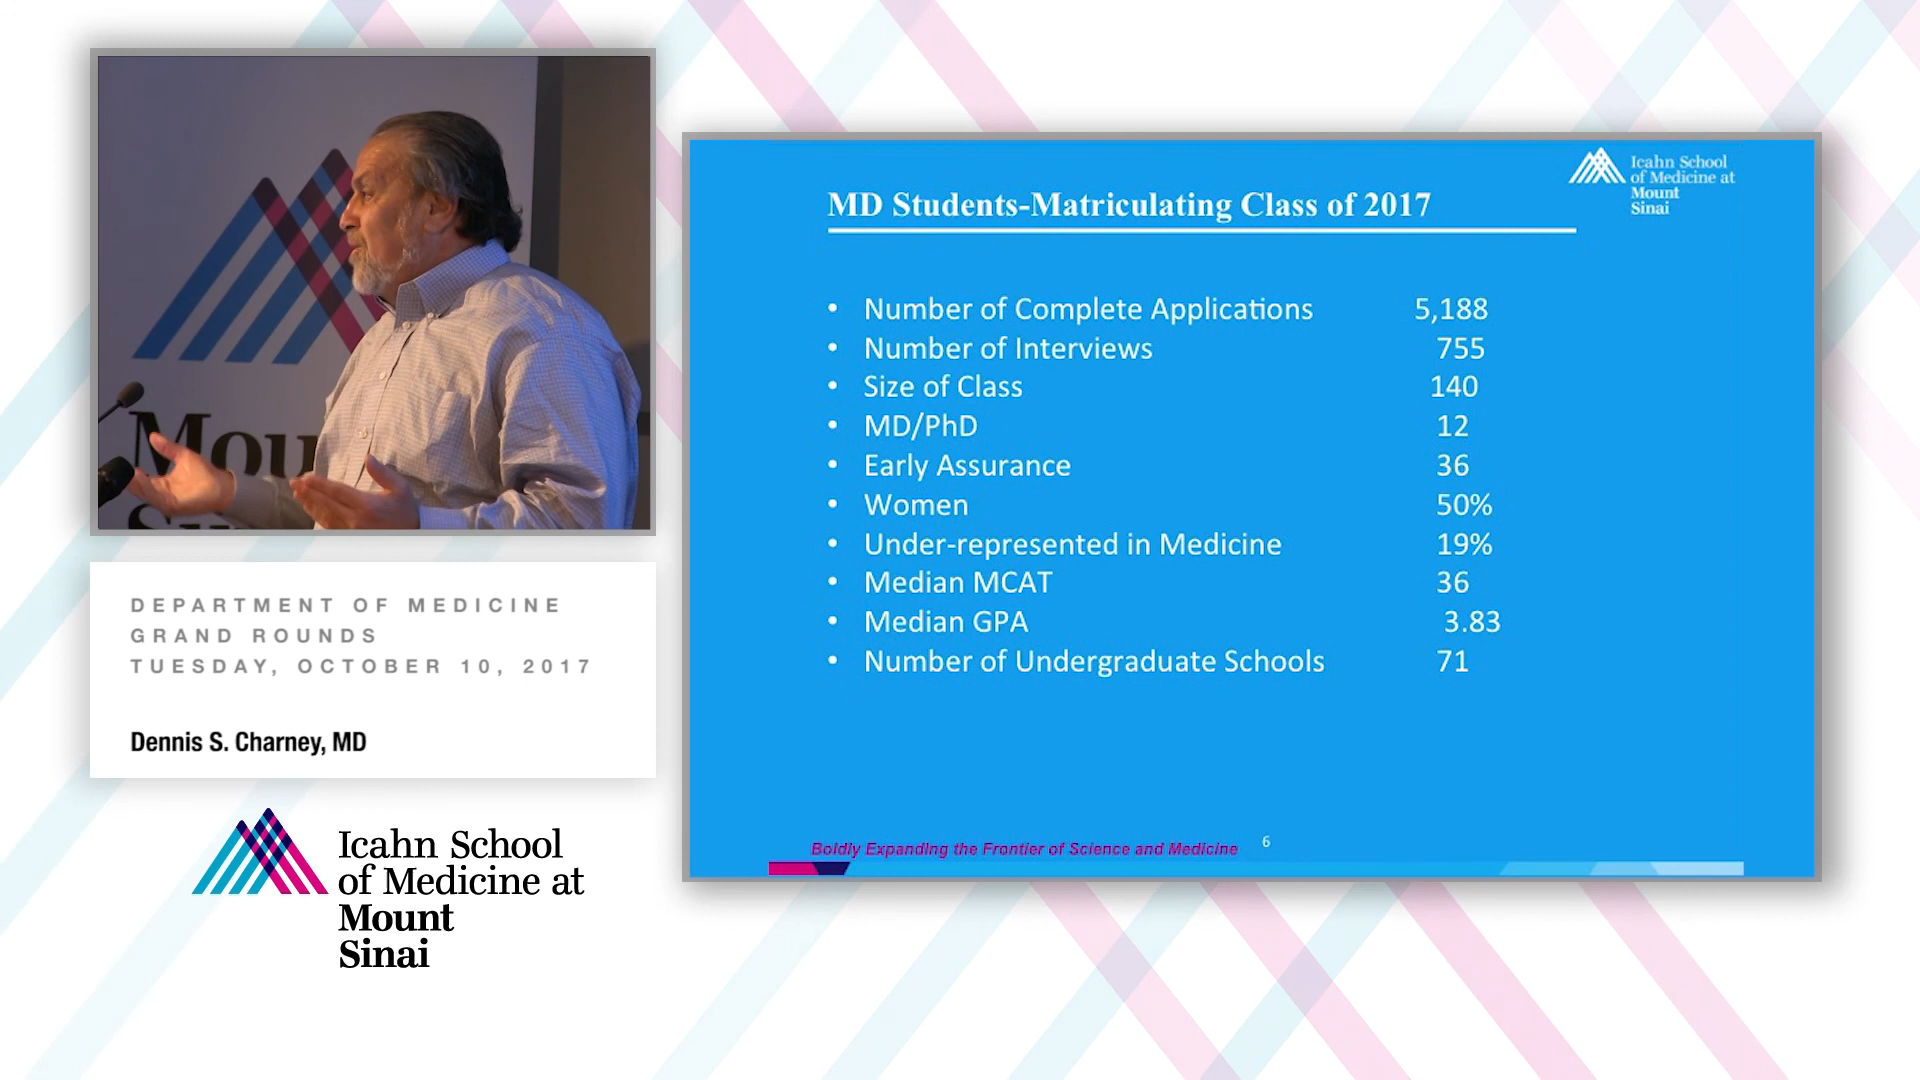 Mou
DEPARTMENT OF MEDICINE
GRAND ROUNDS
TUESDAY, OCTOBER 10, 2017
Dennis S. Charney, MD
Icahn School
of Medicine at
Mount
Sinai
Icahn School
of Medicine at
Mount
Sinai
MD Students-Matriculating Class of 2017
• Number of Complete Applications 5,188
• Number of Interviews 755
• Size of Class 140
• MD/PhD 12
• Early Assurance 36
• Women 50%
• Under-represented in Medicine 19%
• Median MCAT 36
• Median GPA 3.83
• Number of Undergraduate Schools 71
Boldly Expanding the Frontier of Science and Medicine 6